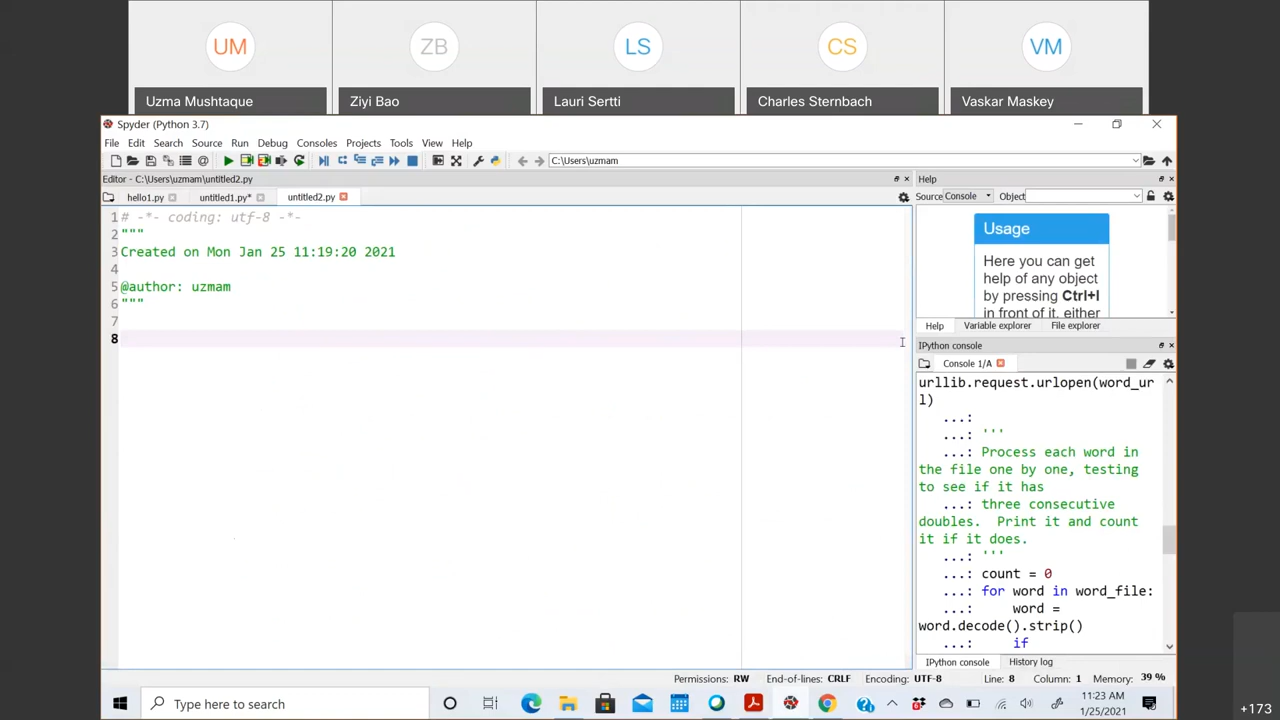 UM
ZB
LS
CS
VM
Uzma Mushtaque
Ziyi Bao
Lauri Sertti
Charles Sternbach
Vaskar Maskey
Spyder (Python 3.7)
File Edit Search Source Run Debug Consoles Projects Tools View Help
C:\Users\uzmam
Editor - C:\Users\uzmam\untitled2.py
hello1.py
untitled1.py*
untitled2.py
1 # -*- coding: utf-8 -*-
2 """
3 Created on Mon Jan 25 11:19:20 2021
4
5 @author: uzmam
6 """
7
8
Help
Source Console Object
Usage
Here you can get
help of any object
by pressing Ctrl+I
in front of it, either
Help Variable explorer File explorer
IPython console
Console 1/A
urllib.request.urlopen(word_ur
l)
...:
...: '''
...: Process each word in
the file one by one, testing
to see if it has
...: three consecutive
doubles. Print it and count
it if it does.
...: '''
...: count = 0
...: for word in word_file:
...: word =
word.decode().strip()
...: if
IPython console History log
Permissions: RW End-of-lines: CRLF Encoding: UTF-8 Line: 8 Column: 1 Memory: 39 %
Type here to search
11:23 AM
1/25/2021
+173